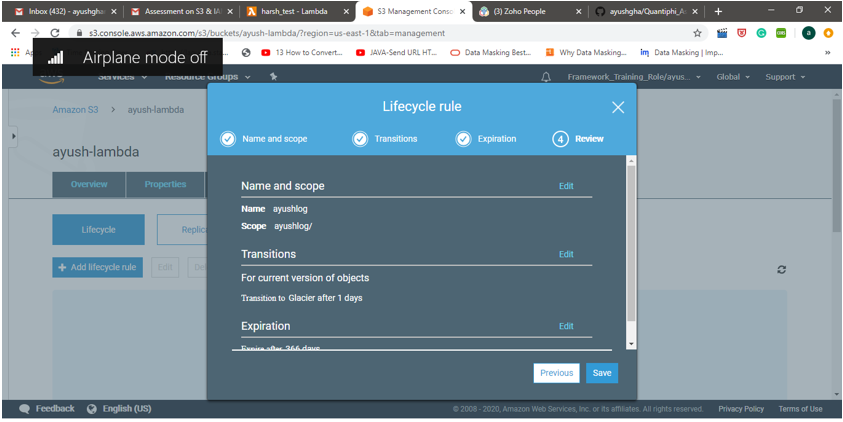 Inbox (432) - ayushghar
Assessment on S3 & IA
harsh_test - Lambda
S3 Management Conso
(3) Zoho People
ayushgha/Quantiphi_A
s3.console.aws.amazon.com/s3/buckets/ayush-lambda/?region=us-east-1&tab=management
13 How to Convert...
JAVA-Send URL HT...
Data Masking Best...
Why Data Masking...
Data Masking | Imp...
Airplane mode off
Services
Resource Groups
Framework_Training_Role/ayus...
Global
Support
Amazon S3 > ayush-lambda
ayush-lambda
Overview
Properties
Lifecycle
Replic
+ Add lifecycle rule
Edit
Lifecycle rule
Name and scope
Transitions
Expiration
4 Review
Name and scope
Edit
Name ayushlog
Scope ayushlog/
Transitions
Edit
For current version of objects
Transition to Glacier after 1 days
Expiration
Edit
Expire after 366 days
Previous
Save
Feedback
English (US)
© 2008 - 2020, Amazon Web Services, Inc. or its affiliates. All rights reserved.
Privacy Policy
Terms of Use